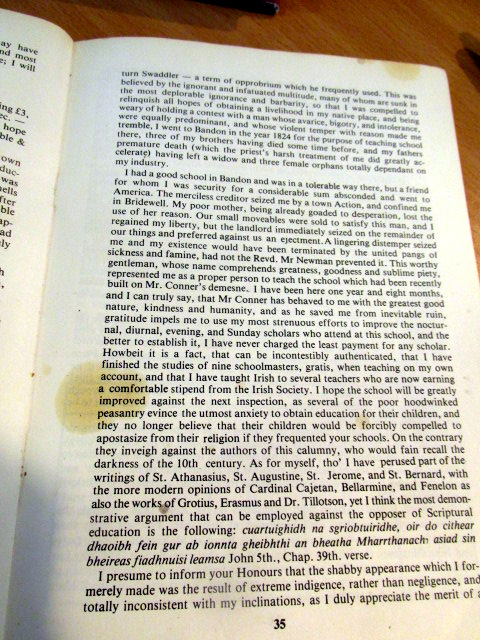 ay have
nd most
e; I will
ng £3,
ec. —
hope
ble &
own
duc-
was
ells
fter
ble
ap-
ad
uly
h
s,
turn Swaddler — a term of opprobrium which he frequently used. This was
believed by the ignorant and infatuated multitude, many of whom are sunk in
the most deplorable ignorance and barbarity, so that I was compelled to
relinquish all hopes of obtaining a livelihood in my native place, and being
weary of holding a contest with a man whose avarice, bigotry, and intolerance,
were equally predominant, and whose violent temper with reason made me
tremble, I went to Bandon in the year 1824 for the purpose of teaching school
there, three of my brothers having died some time before, and my fathers
premature death (which the priest's harsh treatment of me did greatly ac-
celerate) having left a widow and three female orphans totally dependant on
my industry.
I had a good school in Bandon and was in a tolerable way there, but a friend
for whom I was security for a considerable sum absconded and went to
America. The merciless creditor seized me by a town Action, and confined me
in Bridewell. My poor mother, being already goaded to desperation, lost the
use of her reason. Our small moveables were sold to satisfy this man, and I
regained my liberty, but the landlord immediately seized on the remainder of
our things and preferred against us an ejectment. A lingering distemper seized
me and my existence would have been terminated by the united pangs of
sickness and famine, had not the Revd. Mr Newman prevented it. This worthy
gentleman, whose name comprehends greatness, goodness and sublime piety,
represented me as a proper person to teach the school which had been recently
built on Mr. Conner's demesne. I have been here one year and eight months,
and I can truly say, that Mr Conner has behaved to me with the greatest good
nature, kindness and humanity, and as he saved me from inevitable ruin,
gratitude impels me to use my most strenuous efforts to improve the noctur-
nal, diurnal, evening, and Sunday scholars who attend at this school, and the
better to establish it, I have never charged the least payment for any scholar.
Howbeit it is a fact, that can be incontestibly authenticated, that I have
finished the studies of nine schoolmasters, gratis, when teaching on my own
account, and that I have taught Irish to several teachers who are now earning
a comfortable stipend from the Irish Society. I hope the school will be greatly
improved against the next inspection, as several of the poor hoodwinked
peasantry evince the utmost anxiety to obtain education for their children, and
they no longer believe that their children would be forcibly compelled to
apostasize from their religion if they frequented your schools. On the contrary
they inveigh against the authors of this calumny, who would fain recall the
darkness of the 10th century. As for myself, tho' I have perused part of the
writings of St. Athanasius, St. Augustine, St. Jerome, and St. Bernard, with
the more modern opinions of Cardinal Cajetan, Bellarmine, and Fenelon as
also the works of Grotius, Erasmus and Dr. Tillotson, yet I think the most demon-
strative argument that can be employed against the opposer of Scriptural
education is the following: cuartuighidh na sgriobtuiridhe, oir do cithear
dhaoibh fein gur ab ionnta gheibhthi an bheatha Mharrthanach: asiad sin
bheireas fiadhnuisi leamsa John 5th., Chap. 39th. verse.
I presume to inform your Honours that the shabby appearance which I for-
merely made was the result of extreme indigence, rather than negligence, and
totally inconsistent with my inclinations, as I duly appreciate the merit of a
35